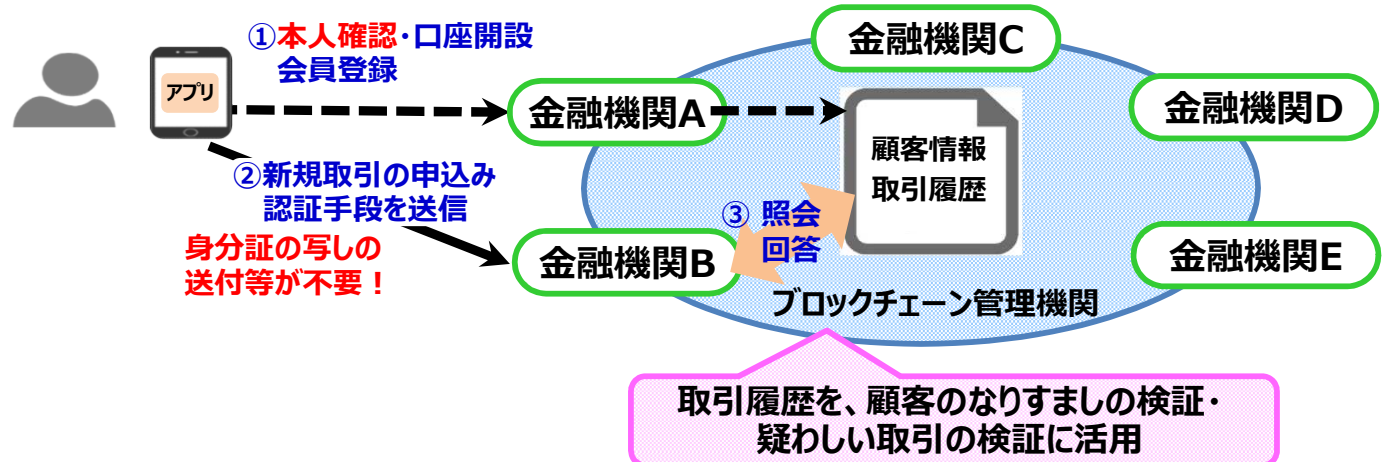 ①本人確認・口座開設
会員登録
アプリ
金融機関A
金融機関C
金融機関D
顧客情報
取引履歴
②新規取引の申込み
認証手段を送信
身分証の写しの
送付等が不要！
③ 照会
回答
金融機関B
金融機関E
ブロックチェーン管理機関
取引履歴を、顧客のなりすましの検証・
疑わしい取引の検証に活用